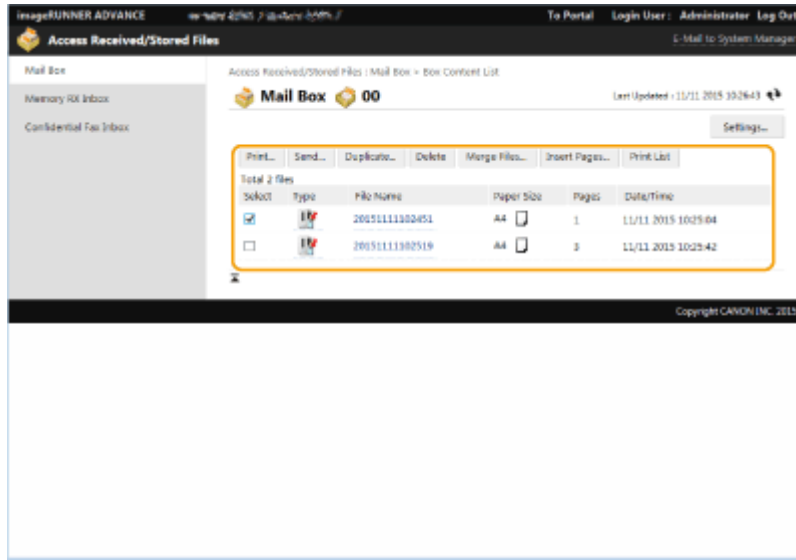 imageRUNNER ADVANCE To Portal Login User : Administrator Log Out
Access Received/Stored Files E-Mail to System Manager
Mail Box
Memory RX Inbox
Confidential Fax Inbox
Access Received/Stored Files : Mail Box > Box Content List
Mail Box 00 Last Updated : 11/11 2015 10:26:43
Settings...
Print... Send... Duplicate... Delete Merge Files... Insert Pages... Print List
Total 2 files
Select Type File Name Paper Size Pages Date/Time
20151111102451 A4 1 11/11 2015 10:25:04
20151111102519 A4 3 11/11 2015 10:25:42
Copyright CANON INC. 2015